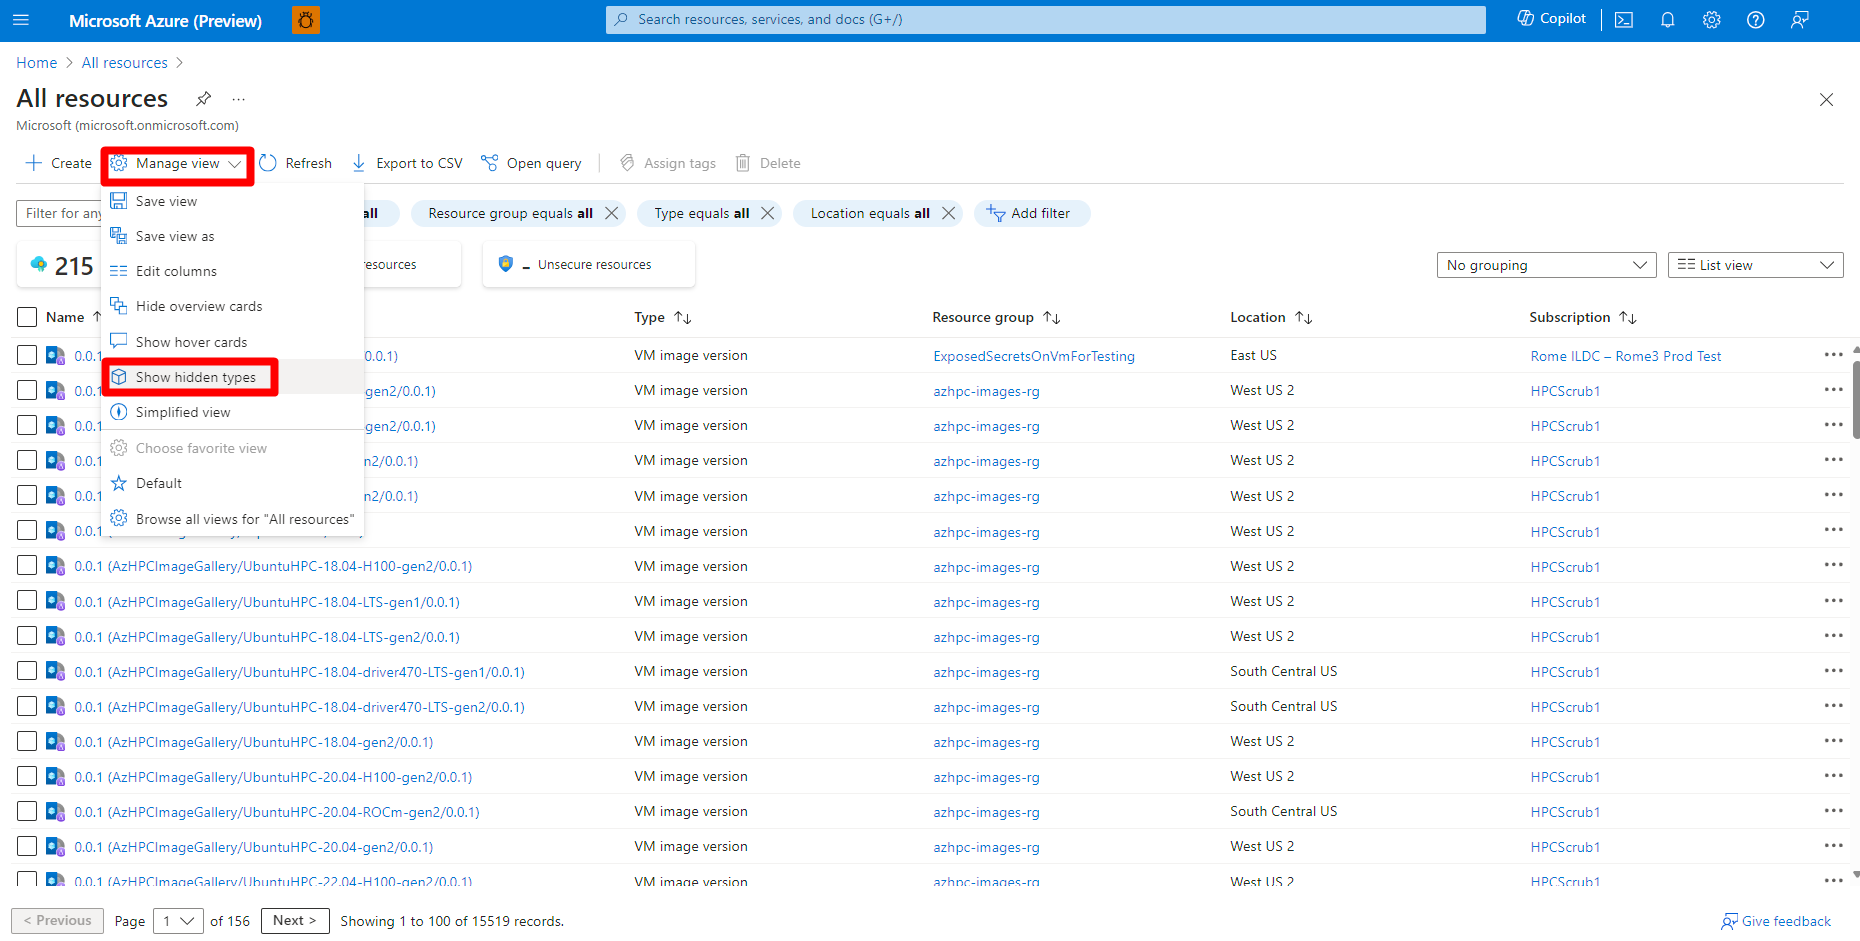 Microsoft Azure (Preview)
Search resources, services, and docs (G+/)
Copilot
Home > All resources >
All resources ...
Microsoft (microsoft.onmicrosoft.com)
Create Manage view Refresh Export to CSV Open query Assign tags Delete
Filter for any all Resource group equals all Type equals all Location equals all Add filter
215 resources – Unsecure resources No grouping List view
Save view
Save view as
Edit columns
Hide overview cards
Show hover cards
Show hidden types
Simplified view
Choose favorite view
Default
Browse all views for "All resources"
Name Type Resource group Location Subscription
0.0.1 0.0.1) VM image version ExposedSecretsOnVmForTesting East US Rome ILDC – Rome3 Prod Test
0.0.1 gen2/0.0.1) VM image version azhpc-images-rg West US 2 HPCScrub1
0.0.1 gen2/0.0.1) VM image version azhpc-images-rg West US 2 HPCScrub1
0.0.1 n2/0.0.1) VM image version azhpc-images-rg West US 2 HPCScrub1
0.0.1 n2/0.0.1) VM image version azhpc-images-rg West US 2 HPCScrub1
0.0.1 VM image version azhpc-images-rg West US 2 HPCScrub1
0.0.1 (AzHPCImageGallery/UbuntuHPC-18.04-H100-gen2/0.0.1) VM image version azhpc-images-rg West US 2 HPCScrub1
0.0.1 (AzHPCImageGallery/UbuntuHPC-18.04-LTS-gen1/0.0.1) VM image version azhpc-images-rg West US 2 HPCScrub1
0.0.1 (AzHPCImageGallery/UbuntuHPC-18.04-LTS-gen2/0.0.1) VM image version azhpc-images-rg West US 2 HPCScrub1
0.0.1 (AzHPCImageGallery/UbuntuHPC-18.04-driver470-LTS-gen1/0.0.1) VM image version azhpc-images-rg South Central US HPCScrub1
0.0.1 (AzHPCImageGallery/UbuntuHPC-18.04-driver470-LTS-gen2/0.0.1) VM image version azhpc-images-rg South Central US HPCScrub1
0.0.1 (AzHPCImageGallery/UbuntuHPC-18.04-gen2/0.0.1) VM image version azhpc-images-rg West US 2 HPCScrub1
0.0.1 (AzHPCImageGallery/UbuntuHPC-20.04-H100-gen2/0.0.1) VM image version azhpc-images-rg West US 2 HPCScrub1
0.0.1 (AzHPCImageGallery/UbuntuHPC-20.04-ROCm-gen2/0.0.1) VM image version azhpc-images-rg South Central US HPCScrub1
0.0.1 (AzHPCImageGallery/UbuntuHPC-20.04-gen2/0.0.1) VM image version azhpc-images-rg West US 2 HPCScrub1
0.0.1 (AzHPCImageGallery/UbuntuHPC-22.04-H100-gen2/0.0.1) VM image version azhpc-images-rg West US 2 HPCScrub1
< Previous Page 1 of 156 Next > Showing 1 to 100 of 15519 records. Give feedback